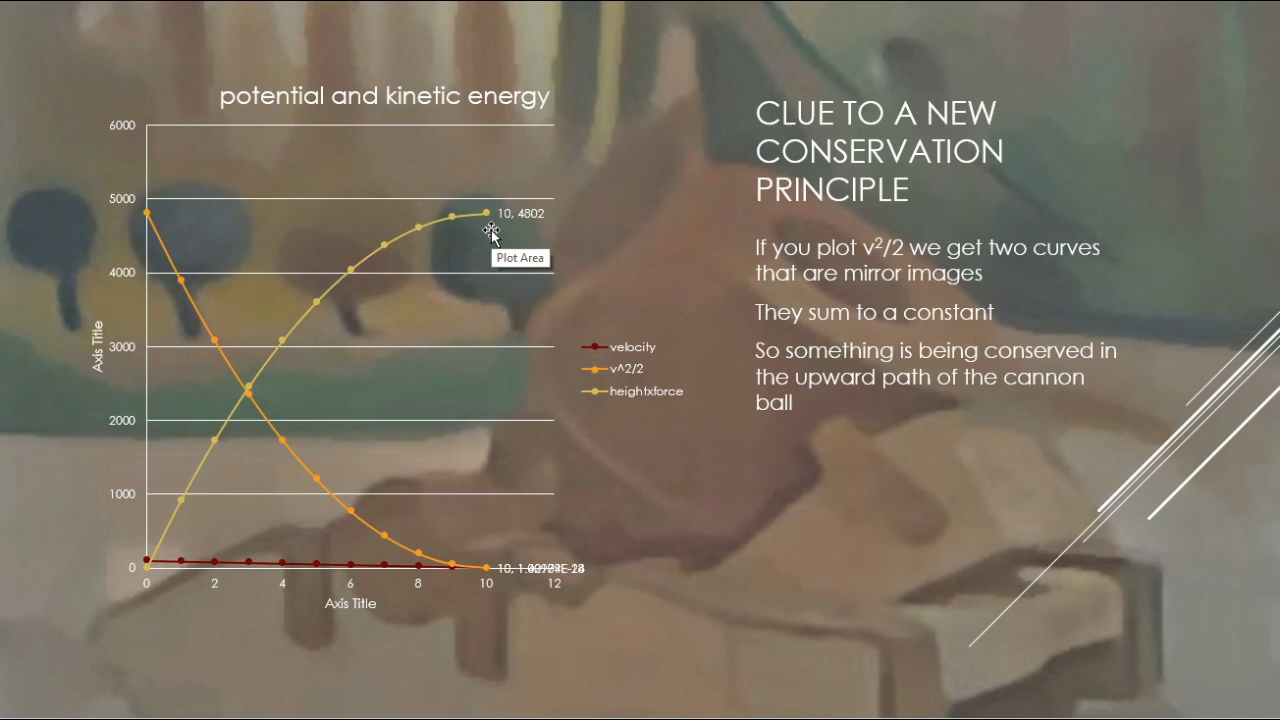 potential and kinetic energy
6000
5000
4000
3000
2000
1000
0
Axis Title
0 2 4 6 8 10 12
Axis Title
10, 4802
Plot Area
velocity
v^2/2
heightxforce
CLUE TO A NEW
CONSERVATION
PRINCIPLE
If you plot v²/2 we get two curves
that are mirror images
They sum to a constant
So something is being conserved in
the upward path of the cannon
ball